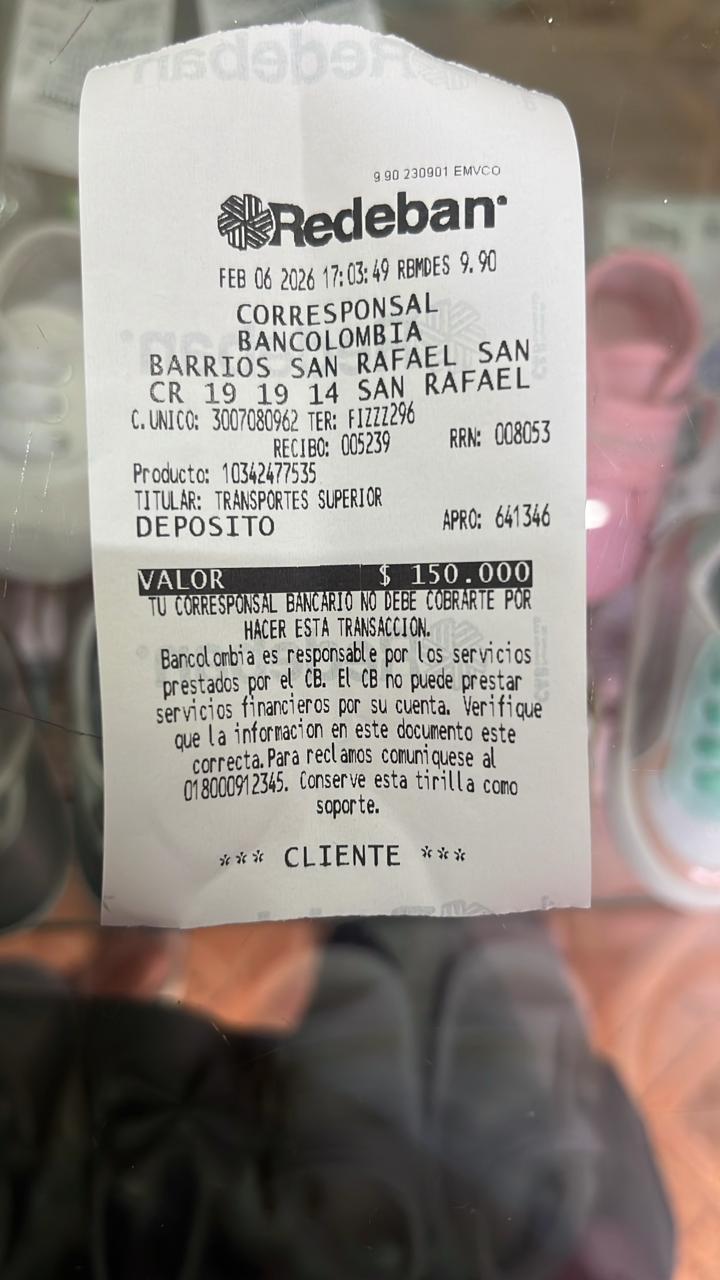 9.90 230901 EMVCO
Redeban
FEB 06 2026 17:03:49 RBMDES 9.90
CORRESPONSAL
BANCOLOMBIA
BARRIOS SAN RAFAEL SAN
CR 19 19 14 SAN RAFAEL
C.UNICO: 3007080962 TER: FIZZZ296
RECIBO: 005239 RRN: 008053
Producto: 10342477535
TITULAR: TRANSPORTES SUPERIOR
DEPOSITO APRO: 641346
VALOR $ 150.000
TU CORRESPONSAL BANCARIO NO DEBE COBRARTE POR
HACER ESTA TRANSACCION.
Bancolombia es responsable por los servicios
prestados por el CB. El CB no puede prestar
servicios financieros por su cuenta. Verifique
que la informacion en este documento este
correcta.Para reclamos comuniquese al
018000912345. Conserve esta tirilla como
soporte.
*** CLIENTE ***